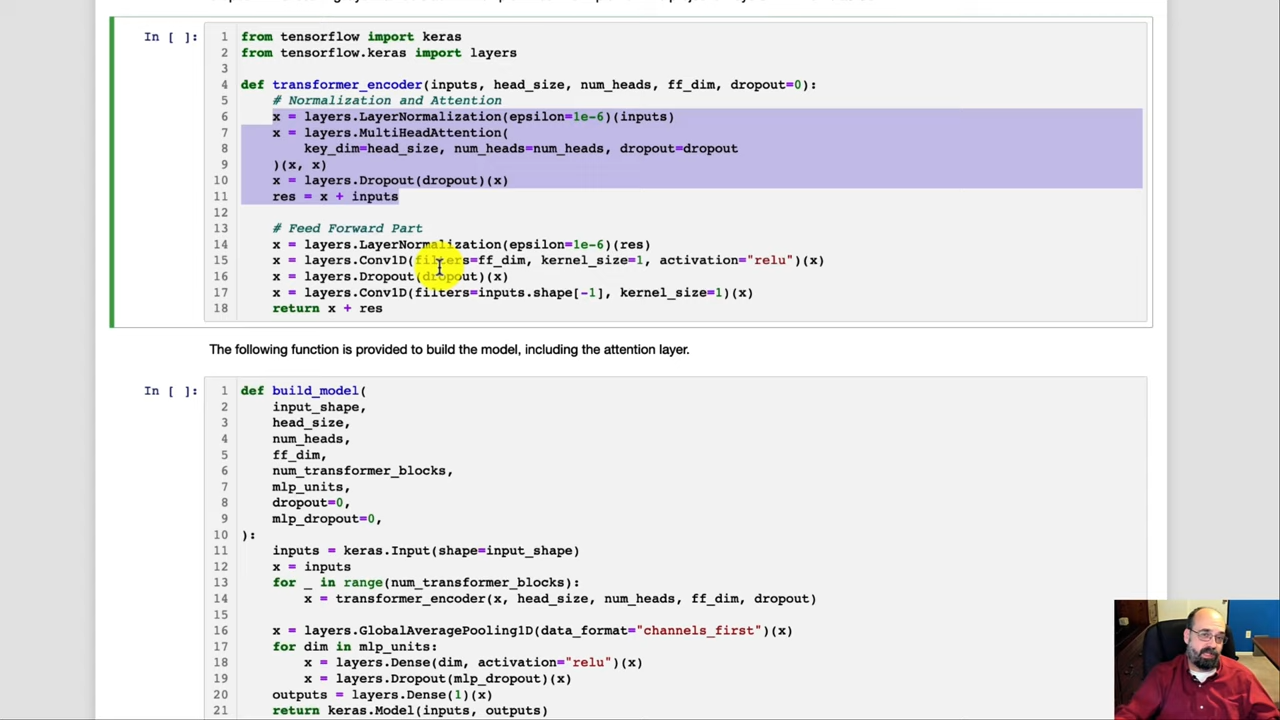 In [ ]:
1 from tensorflow import keras
2 from tensorflow.keras import layers
3
4 def transformer_encoder(inputs, head_size, num_heads, ff_dim, dropout=0):
5 # Normalization and Attention
6 x = layers.LayerNormalization(epsilon=1e-6)(inputs)
7 x = layers.MultiHeadAttention(
8 key_dim=head_size, num_heads=num_heads, dropout=dropout
9 )(x, x)
10 x = layers.Dropout(dropout)(x)
11 res = x + inputs
12
13 # Feed Forward Part
14 x = layers.LayerNormalization(epsilon=1e-6)(res)
15 x = layers.Conv1D(filters=ff_dim, kernel_size=1, activation="relu")(x)
16 x = layers.Dropout(dropout)(x)
17 x = layers.Conv1D(filters=inputs.shape[-1], kernel_size=1)(x)
18 return x + res
The following function is provided to build the model, including the attention layer.
In [ ]:
1 def build_model(
2 input_shape,
3 head_size,
4 num_heads,
5 ff_dim,
6 num_transformer_blocks,
7 mlp_units,
8 dropout=0,
9 mlp_dropout=0,
10 ):
11 inputs = keras.Input(shape=input_shape)
12 x = inputs
13 for _ in range(num_transformer_blocks):
14 x = transformer_encoder(x, head_size, num_heads, ff_dim, dropout)
15
16 x = layers.GlobalAveragePooling1D(data_format="channels_first")(x)
17 for dim in mlp_units:
18 x = layers.Dense(dim, activation="relu")(x)
19 x = layers.Dropout(mlp_dropout)(x)
20 outputs = layers.Dense(1)(x)
21 return keras.Model(inputs, outputs)